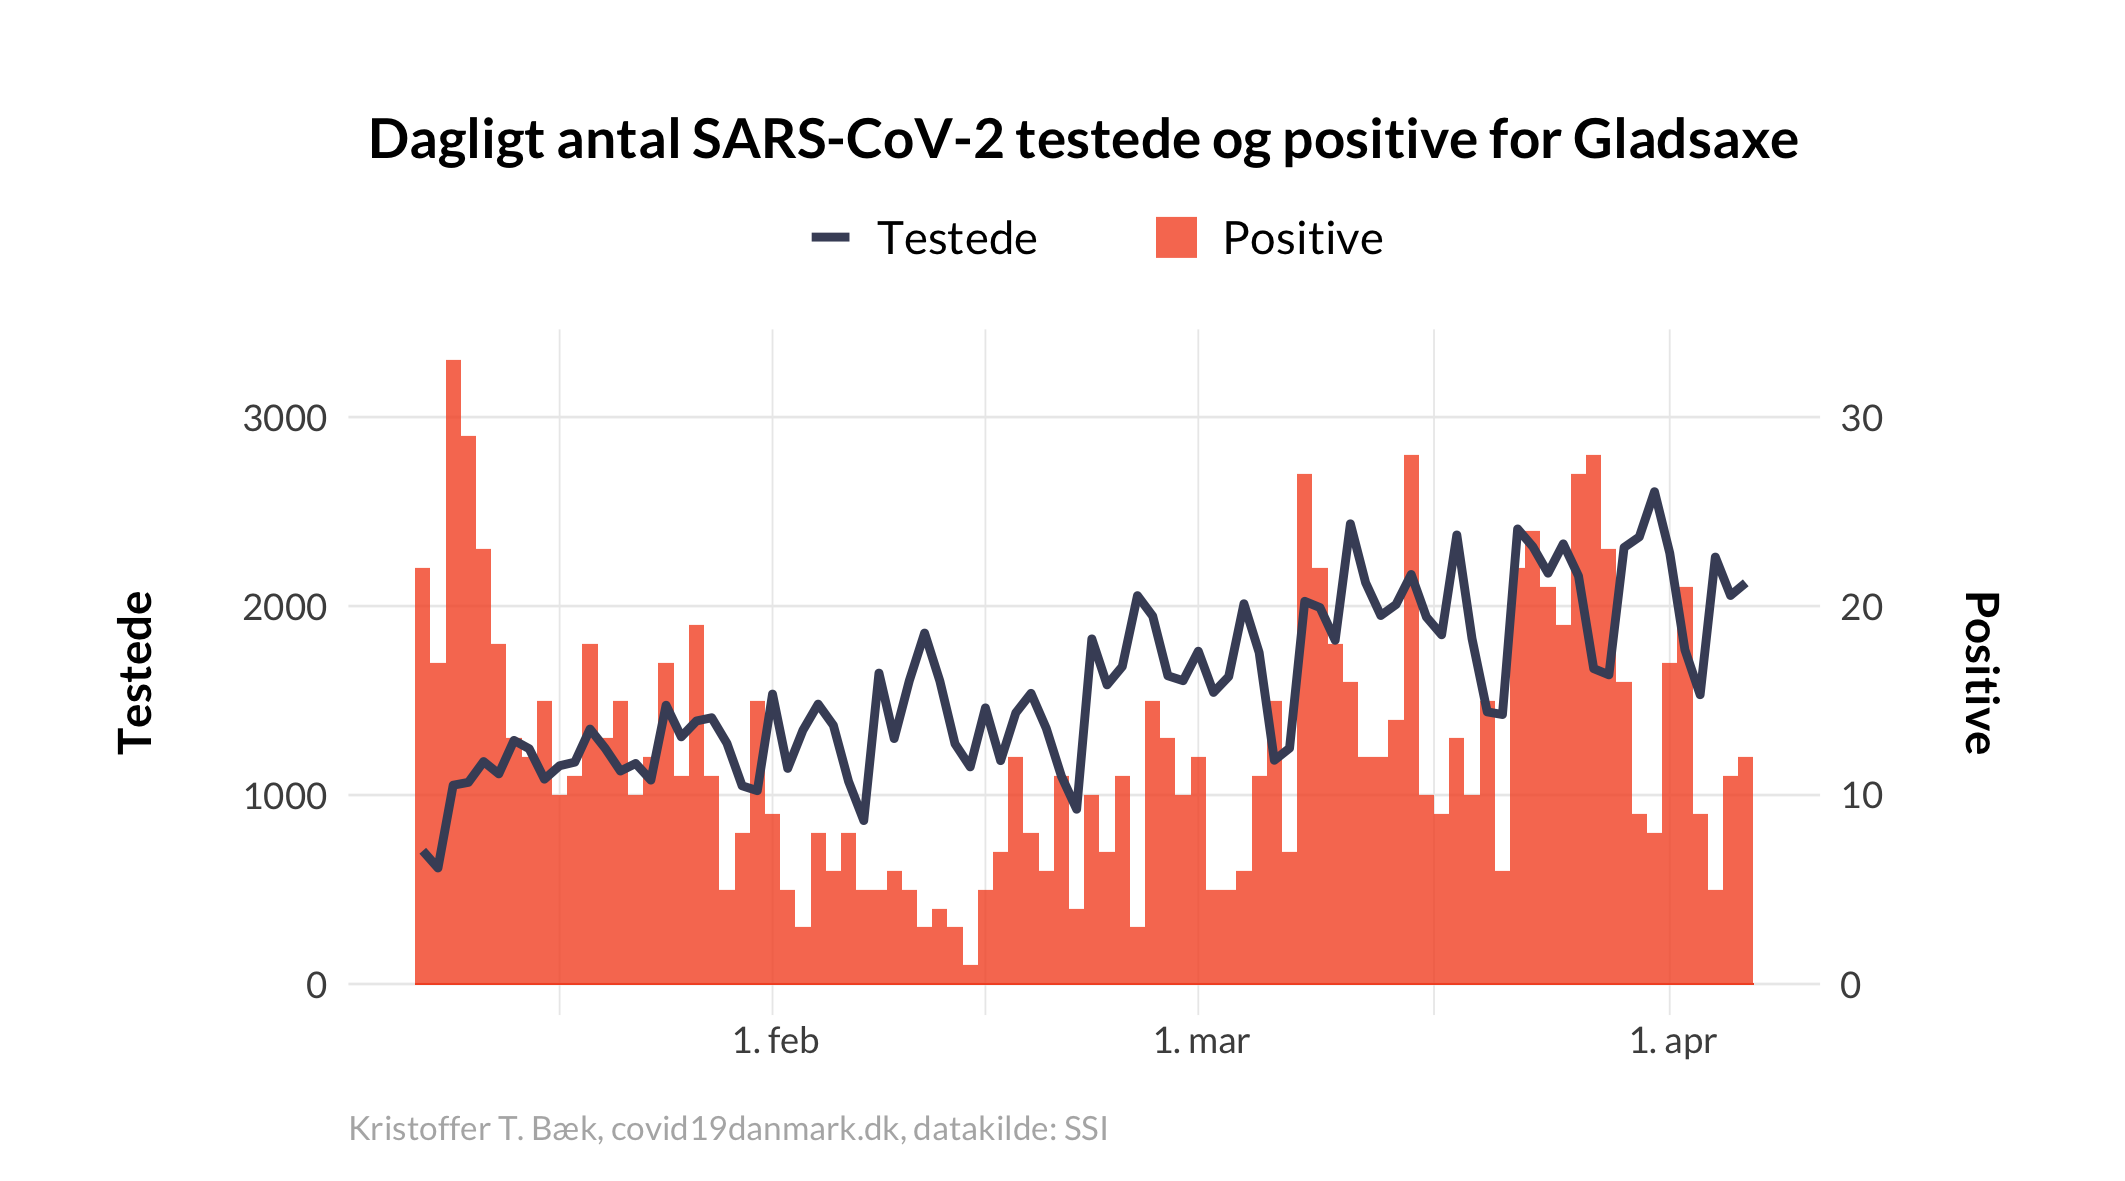 Dagligt antal SARS-CoV-2 testede og positive for Gladsaxe
Testede
Positive
3000
2000
1000
0
Testede
30
20
10
0
Positive
1. feb
1. mar
1. apr
Kristoffer T. Bæk, covid19danmark.dk, datakilde: SSI